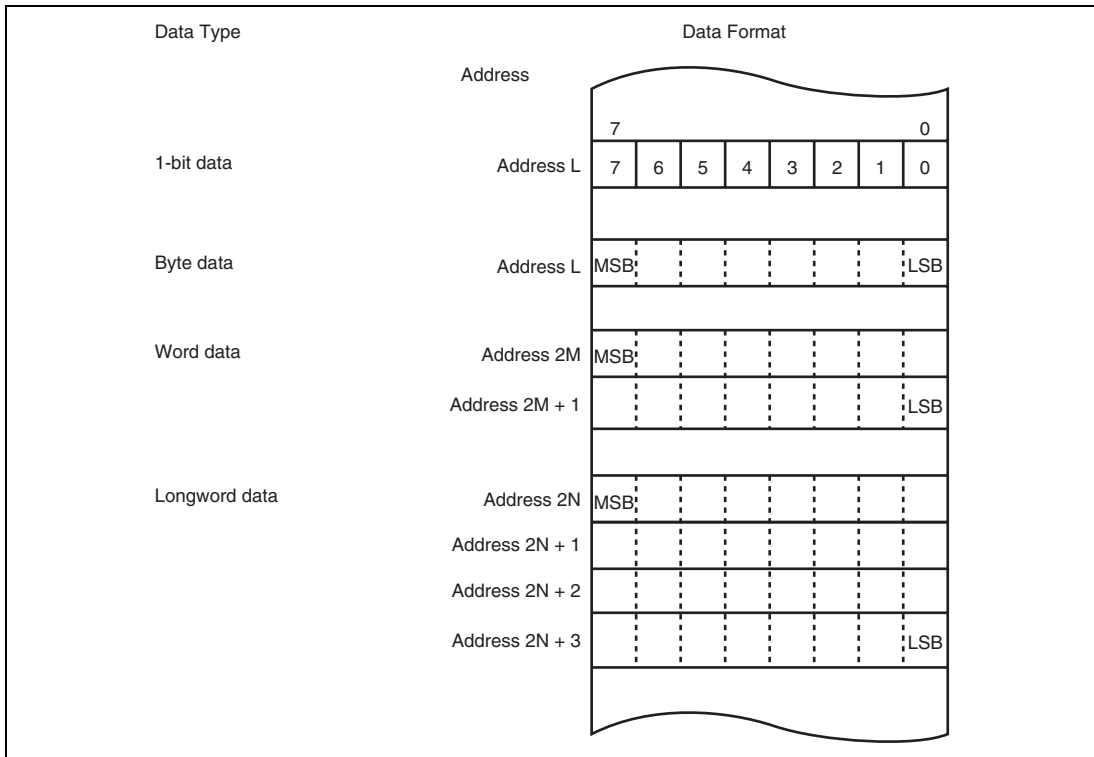 Data Type Data Format
Address
7 0
1-bit data Address L 7 6 5 4 3 2 1 0
Byte data Address L MSB LSB
Word data Address 2M MSB
Address 2M + 1 LSB
Longword data Address 2N MSB
Address 2N + 1
Address 2N + 2
Address 2N + 3 LSB